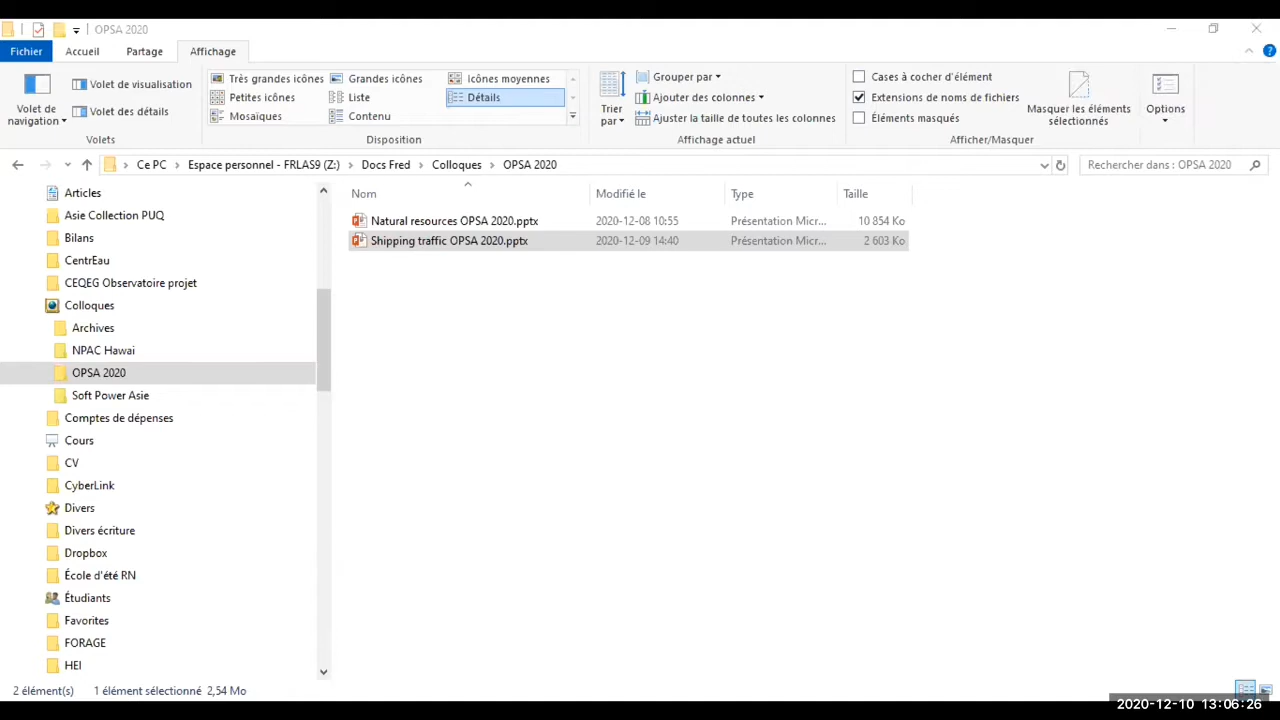 OPSA 2020
Fichier Accueil Partage Affichage
Volet de navigation
Volet de visualisation
Volet des détails
Volets
Très grandes icônes Grandes icônes Icônes moyennes
Petites icônes Liste Détails
Mosaïques Contenu
Disposition
Trier par
Grouper par
Ajouter des colonnes
Ajuster la taille de toutes les colonnes
Affichage actuel
Cases à cocher d'élément
Extensions de noms de fichiers
Éléments masqués
Masquer les éléments sélectionnés
Afficher/Masquer
Options
Ce PC > Espace personnel - FRLAS9 (Z:) > Docs Fred > Colloques > OPSA 2020
Rechercher dans : OPSA 2020
Articles
Asie Collection PUQ
Bilans
CentrEau
CEQEG Observatoire projet
Colloques
Archives
NPAC Hawai
OPSA 2020
Soft Power Asie
Comptes de dépenses
Cours
CV
CyberLink
Divers
Divers écriture
Dropbox
École d'été RN
Étudiants
Favorites
FORAGE
HEI
Nom Modifié le Type Taille
Natural resources OPSA 2020.pptx 2020-12-08 10:55 Présentation Micr... 10 854 Ko
Shipping traffic OPSA 2020.pptx 2020-12-09 14:40 Présentation Micr... 2 603 Ko
2 élément(s) 1 élément sélectionné 2,54 Mo
2020-12-10 13:06:26